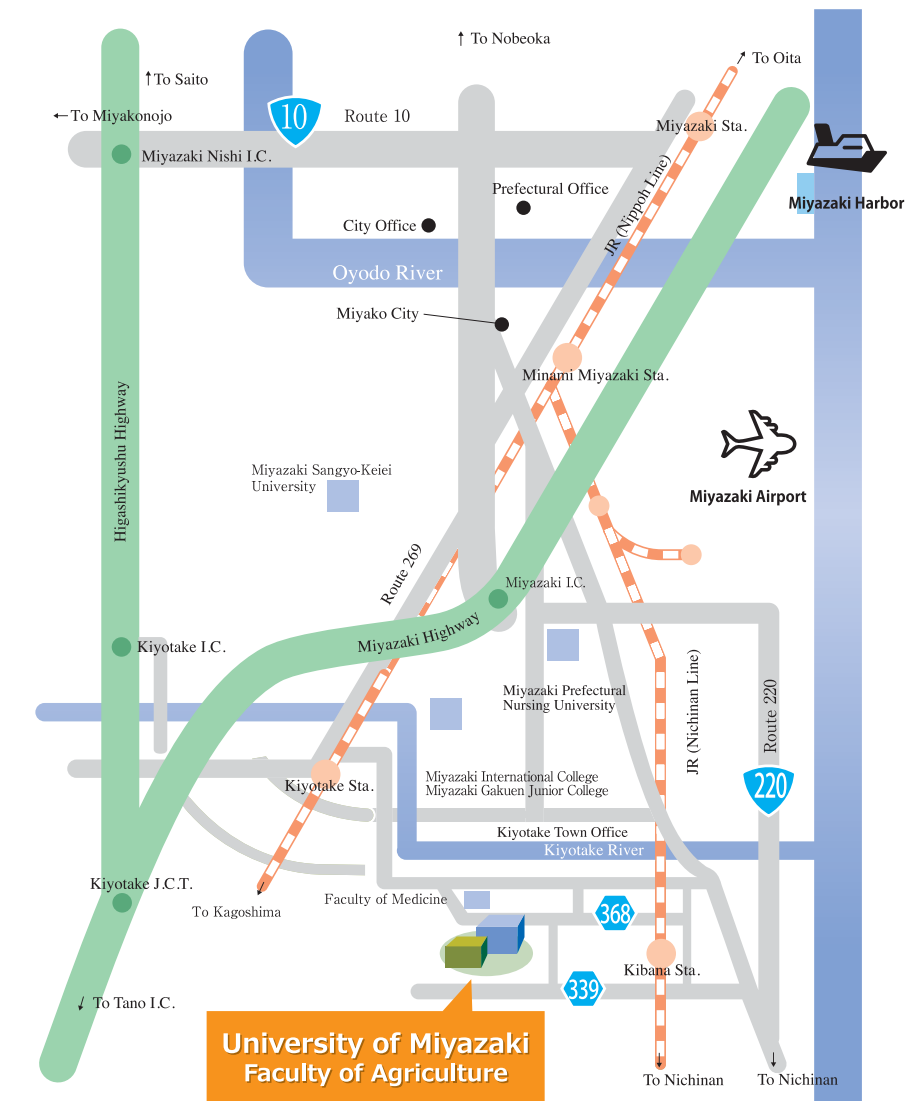 ↑ To Nobeoka
To Oita
↑To Saito
←To Miyakonojo
10
Route 10
Miyazaki Sta.
Miyazaki Nishi I.C.
JR (Nippoh Line)
Prefectural Office
Miyazaki Harbor
City Office
Oyodo River
Miyako City
Minami Miyazaki Sta.
Higashikyushu Highway
Miyazaki Sangyo-Keiei
University
Miyazaki Airport
Route 269
Miyazaki I.C.
Miyazaki Highway
Kiyotake I.C.
Miyazaki Prefectural
Nursing University
JR (Nichinan Line)
Route 220
Kiyotake Sta.
Miyazaki International College
Miyazaki Gakuen Junior College
220
Kiyotake Town Office
Kiyotake River
Kiyotake J.C.T.
Faculty of Medicine
To Kagoshima
368
Kibana Sta.
339
To Tano I.C.
University of Miyazaki
Faculty of Agriculture
To Nichinan
To Nichinan